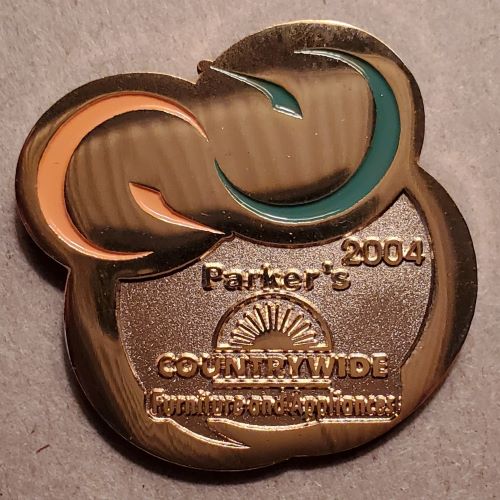 2004
Parker's
COUNTRYWIDE
Furniture and Appliances